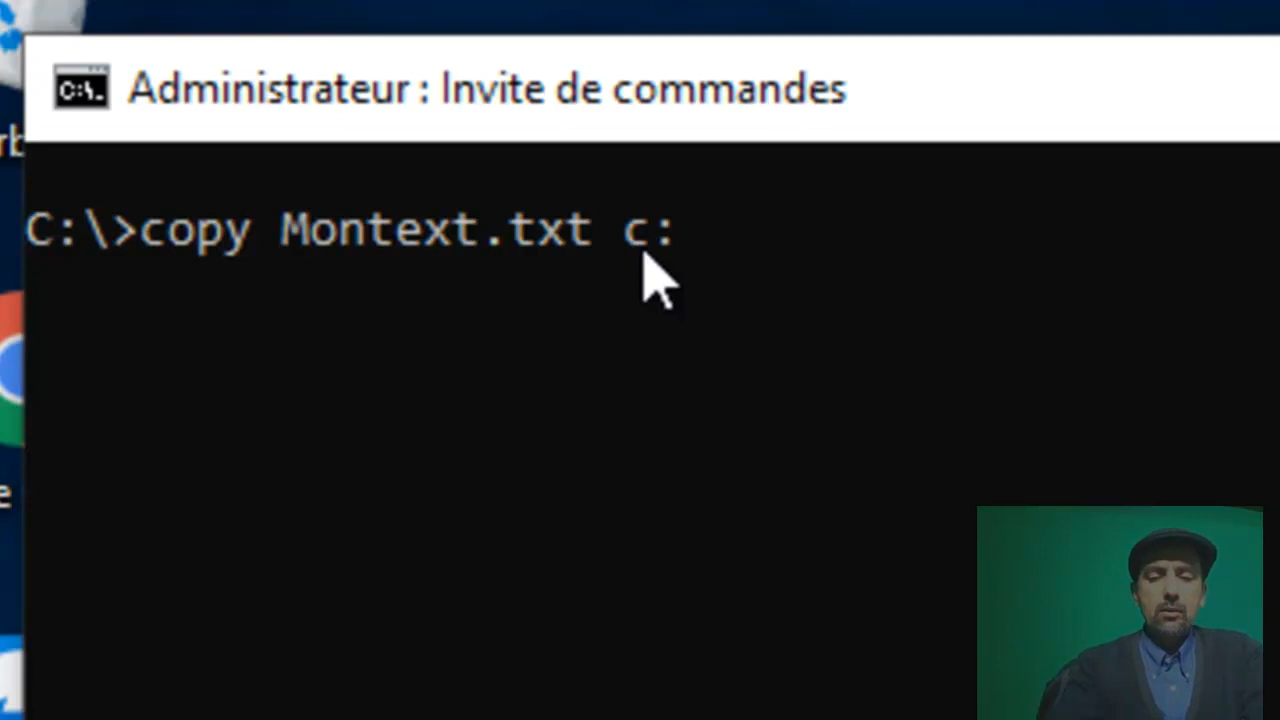 Administrateur : Invite de commandes
C:\>copy Montext.txt c: